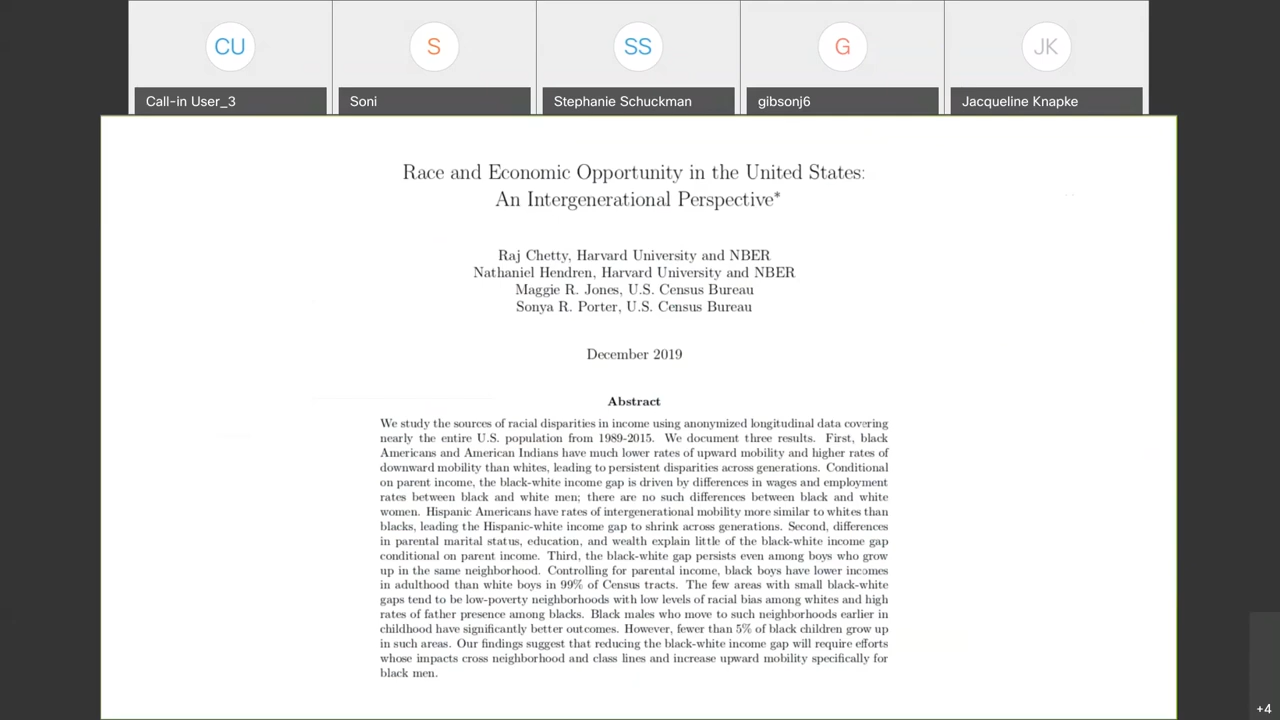 CU
S
SS
G
JK
Call-in User_3
Soni
Stephanie Schuckman
gibsonj6
Jacqueline Knapke
Race and Economic Opportunity in the United States:
An Intergenerational Perspective*
Raj Chetty, Harvard University and NBER
Nathaniel Hendren, Harvard University and NBER
Maggie R. Jones, U.S. Census Bureau
Sonya R. Porter, U.S. Census Bureau
December 2019
Abstract
We study the sources of racial disparities in income using anonymized longitudinal data covering
nearly the entire U.S. population from 1989-2015. We document three results. First, black
Americans and American Indians have much lower rates of upward mobility and higher rates of
downward mobility than whites, leading to persistent disparities across generations. Conditional
on parent income, the black-white income gap is driven by differences in wages and employment
rates between black and white men; there are no such differences between black and white
women. Hispanic Americans have rates of intergenerational mobility more similar to whites than
blacks, leading the Hispanic-white income gap to shrink across generations. Second, differences
in parental marital status, education, and wealth explain little of the black-white income gap
conditional on parent income. Third, the black-white gap persists even among boys who grow
up in the same neighborhood. Controlling for parental income, black boys have lower incomes
in adulthood than white boys in 99% of Census tracts. The few areas with small black-white
gaps tend to be low-poverty neighborhoods with low levels of racial bias among whites and high
rates of father presence among blacks. Black males who move to such neighborhoods earlier in
childhood have significantly better outcomes. However, fewer than 5% of black children grow up
in such areas. Our findings suggest that reducing the black-white income gap will require efforts
whose impacts cross neighborhood and class lines and increase upward mobility specifically for
black men.
+4